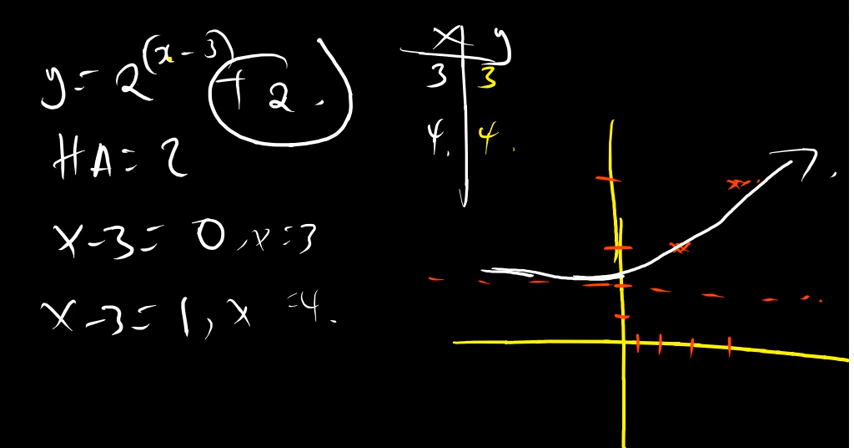 y = 2^(x - 3) + 2.
HA = 2
x - 3 = 0, x = 3
x - 3 = 1, x = 4.
x y
3 3
4. 4.